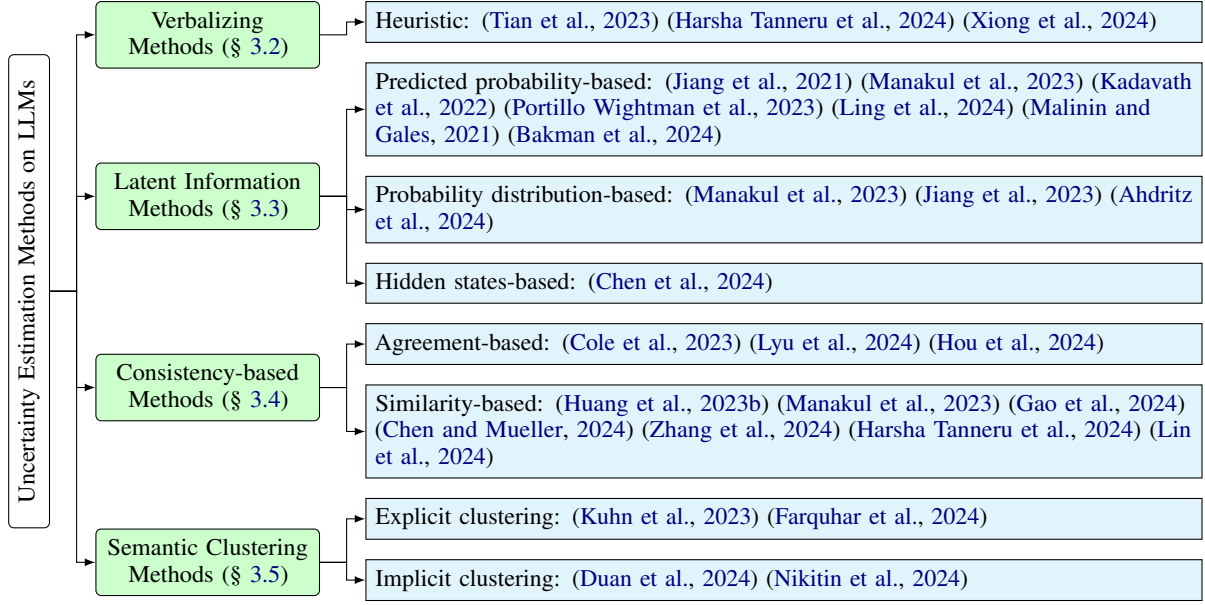 Uncertainty Estimation Methods on LLMs
Verbalizing
Methods (§ 3.2)
Heuristic: (Tian et al., 2023) (Harsha Tanneru et al., 2024) (Xiong et al., 2024)
Latent Information
Methods (§ 3.3)
Predicted probability-based: (Jiang et al., 2021) (Manakul et al., 2023) (Kadavath
et al., 2022) (Portillo Wightman et al., 2023) (Ling et al., 2024) (Malinin and
Gales, 2021) (Bakman et al., 2024)
Probability distribution-based: (Manakul et al., 2023) (Jiang et al., 2023) (Ahdritz
et al., 2024)
Hidden states-based: (Chen et al., 2024)
Consistency-based
Methods (§ 3.4)
Agreement-based: (Cole et al., 2023) (Lyu et al., 2024) (Hou et al., 2024)
Similarity-based: (Huang et al., 2023b) (Manakul et al., 2023) (Gao et al., 2024)
(Chen and Mueller, 2024) (Zhang et al., 2024) (Harsha Tanneru et al., 2024) (Lin
et al., 2024)
Semantic Clustering
Methods (§ 3.5)
Explicit clustering: (Kuhn et al., 2023) (Farquhar et al., 2024)
Implicit clustering: (Duan et al., 2024) (Nikitin et al., 2024)